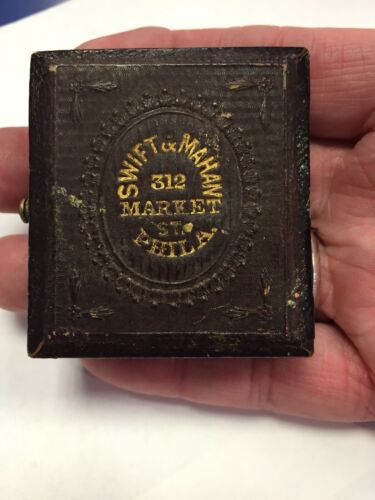 SWIFT & MAHAN
312
MARKET
ST.
PHILA.